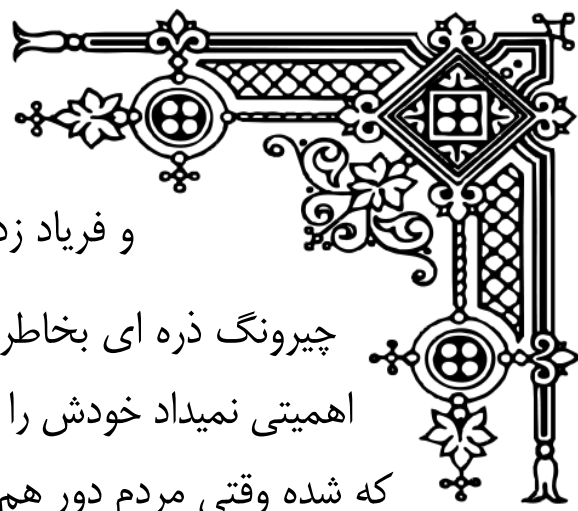 و فریاد زد
چیرونگ ذره ای بخاطر
اهمیتی نمیداد خودش را
که شده وقتی مردم دور هم